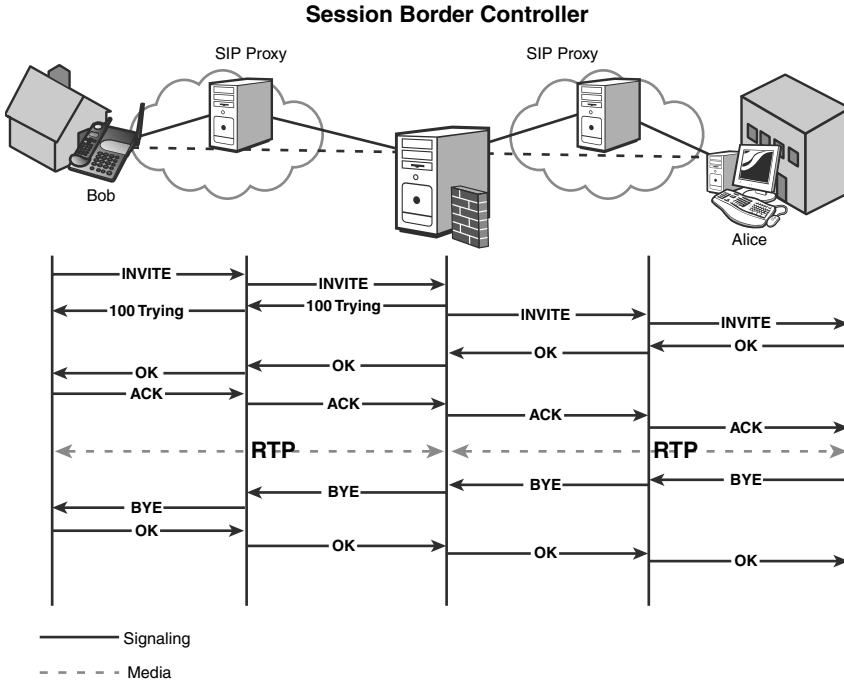 Session Border Controller
SIP Proxy
SIP Proxy
Bob
Alice
INVITE
INVITE
100 Trying
100 Trying
INVITE
INVITE
OK
OK
OK
OK
ACK
ACK
ACK
ACK
RTP
RTP
BYE
BYE
BYE
BYE
OK
OK
OK
OK
Signaling
Media